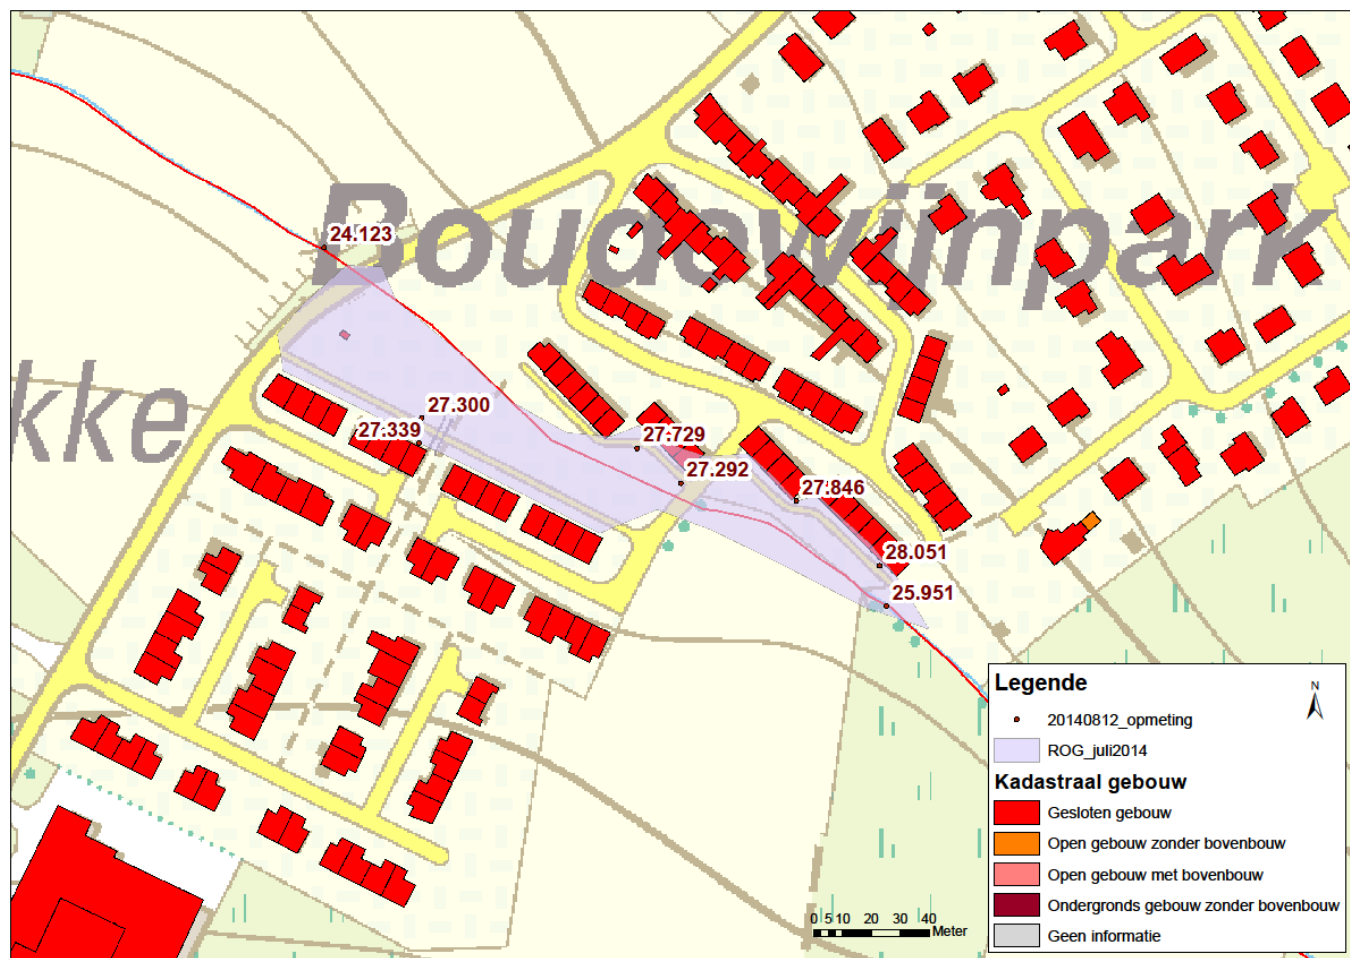 24.123
Boudewijnpark
kke
27.300
27.339
27.729
27.292
27.846
28.051
25.951
Legende
N
20140812_opmeting
ROG_juli2014
Kadastraal gebouw
Gesloten gebouw
Open gebouw zonder bovenbouw
Open gebouw met bovenbouw
Ondergronds gebouw zonder bovenbouw
Geen informatie
0 5 10 20 30 40
Meter